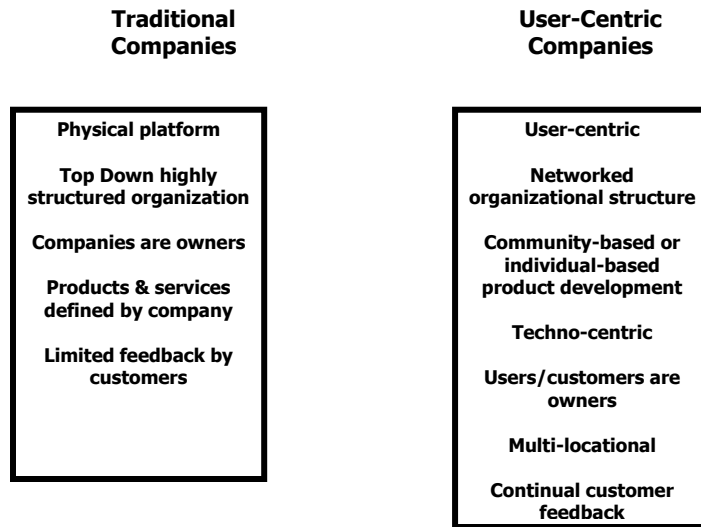 Traditional
Companies
Physical platform
Top Down highly
structured organization
Companies are owners
Products & services
defined by company
Limited feedback by
customers
User-Centric
Companies
User-centric
Networked
organizational structure
Community-based or
individual-based
product development
Techno-centric
Users/customers are
owners
Multi-locational
Continual customer
feedback